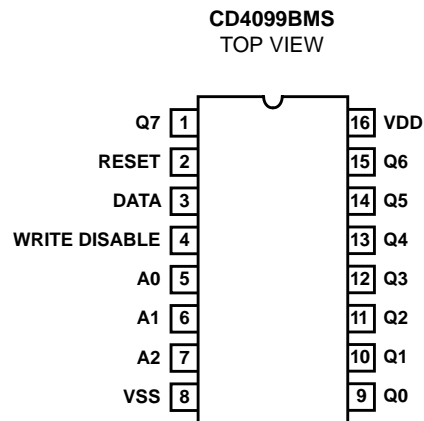 CD4099BMS
TOP VIEW
Q7 1 16 VDD
RESET 2 15 Q6
DATA 3 14 Q5
WRITE DISABLE 4 13 Q4
A0 5 12 Q3
A1 6 11 Q2
A2 7 10 Q1
VSS 8 9 Q0